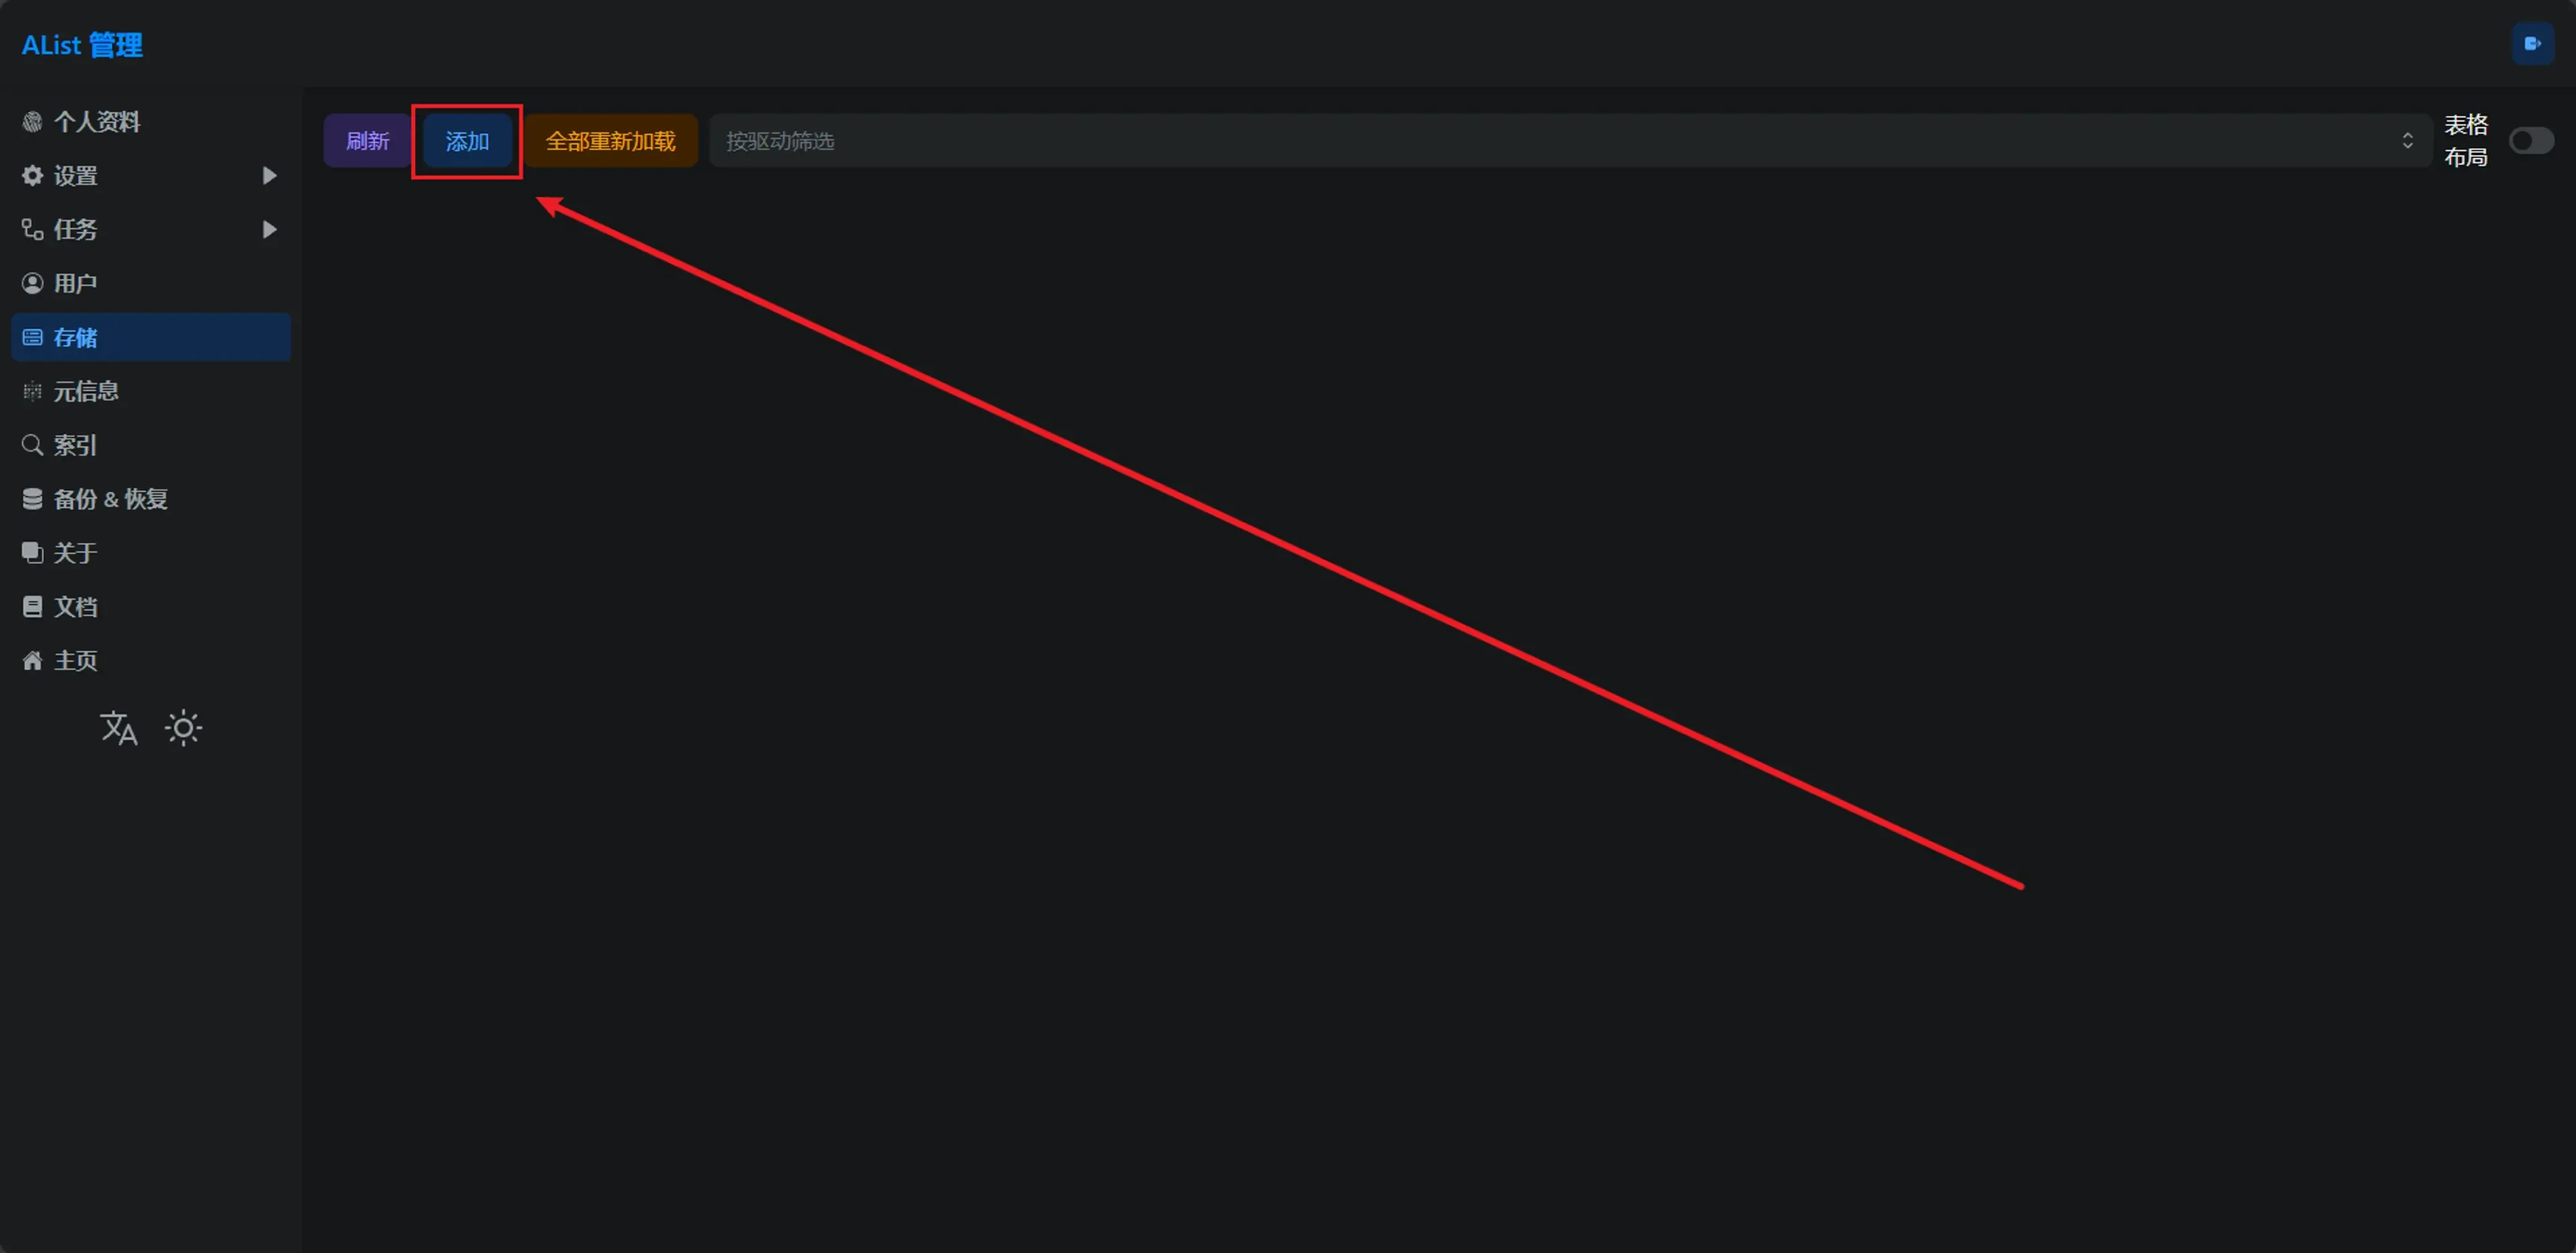 AList 管理
个人资料
设置
任务
用户
存储
元信息
索引
备份 & 恢复
关于
文档
主页
刷新
添加
全部重新加载
按驱动筛选
表格
布局